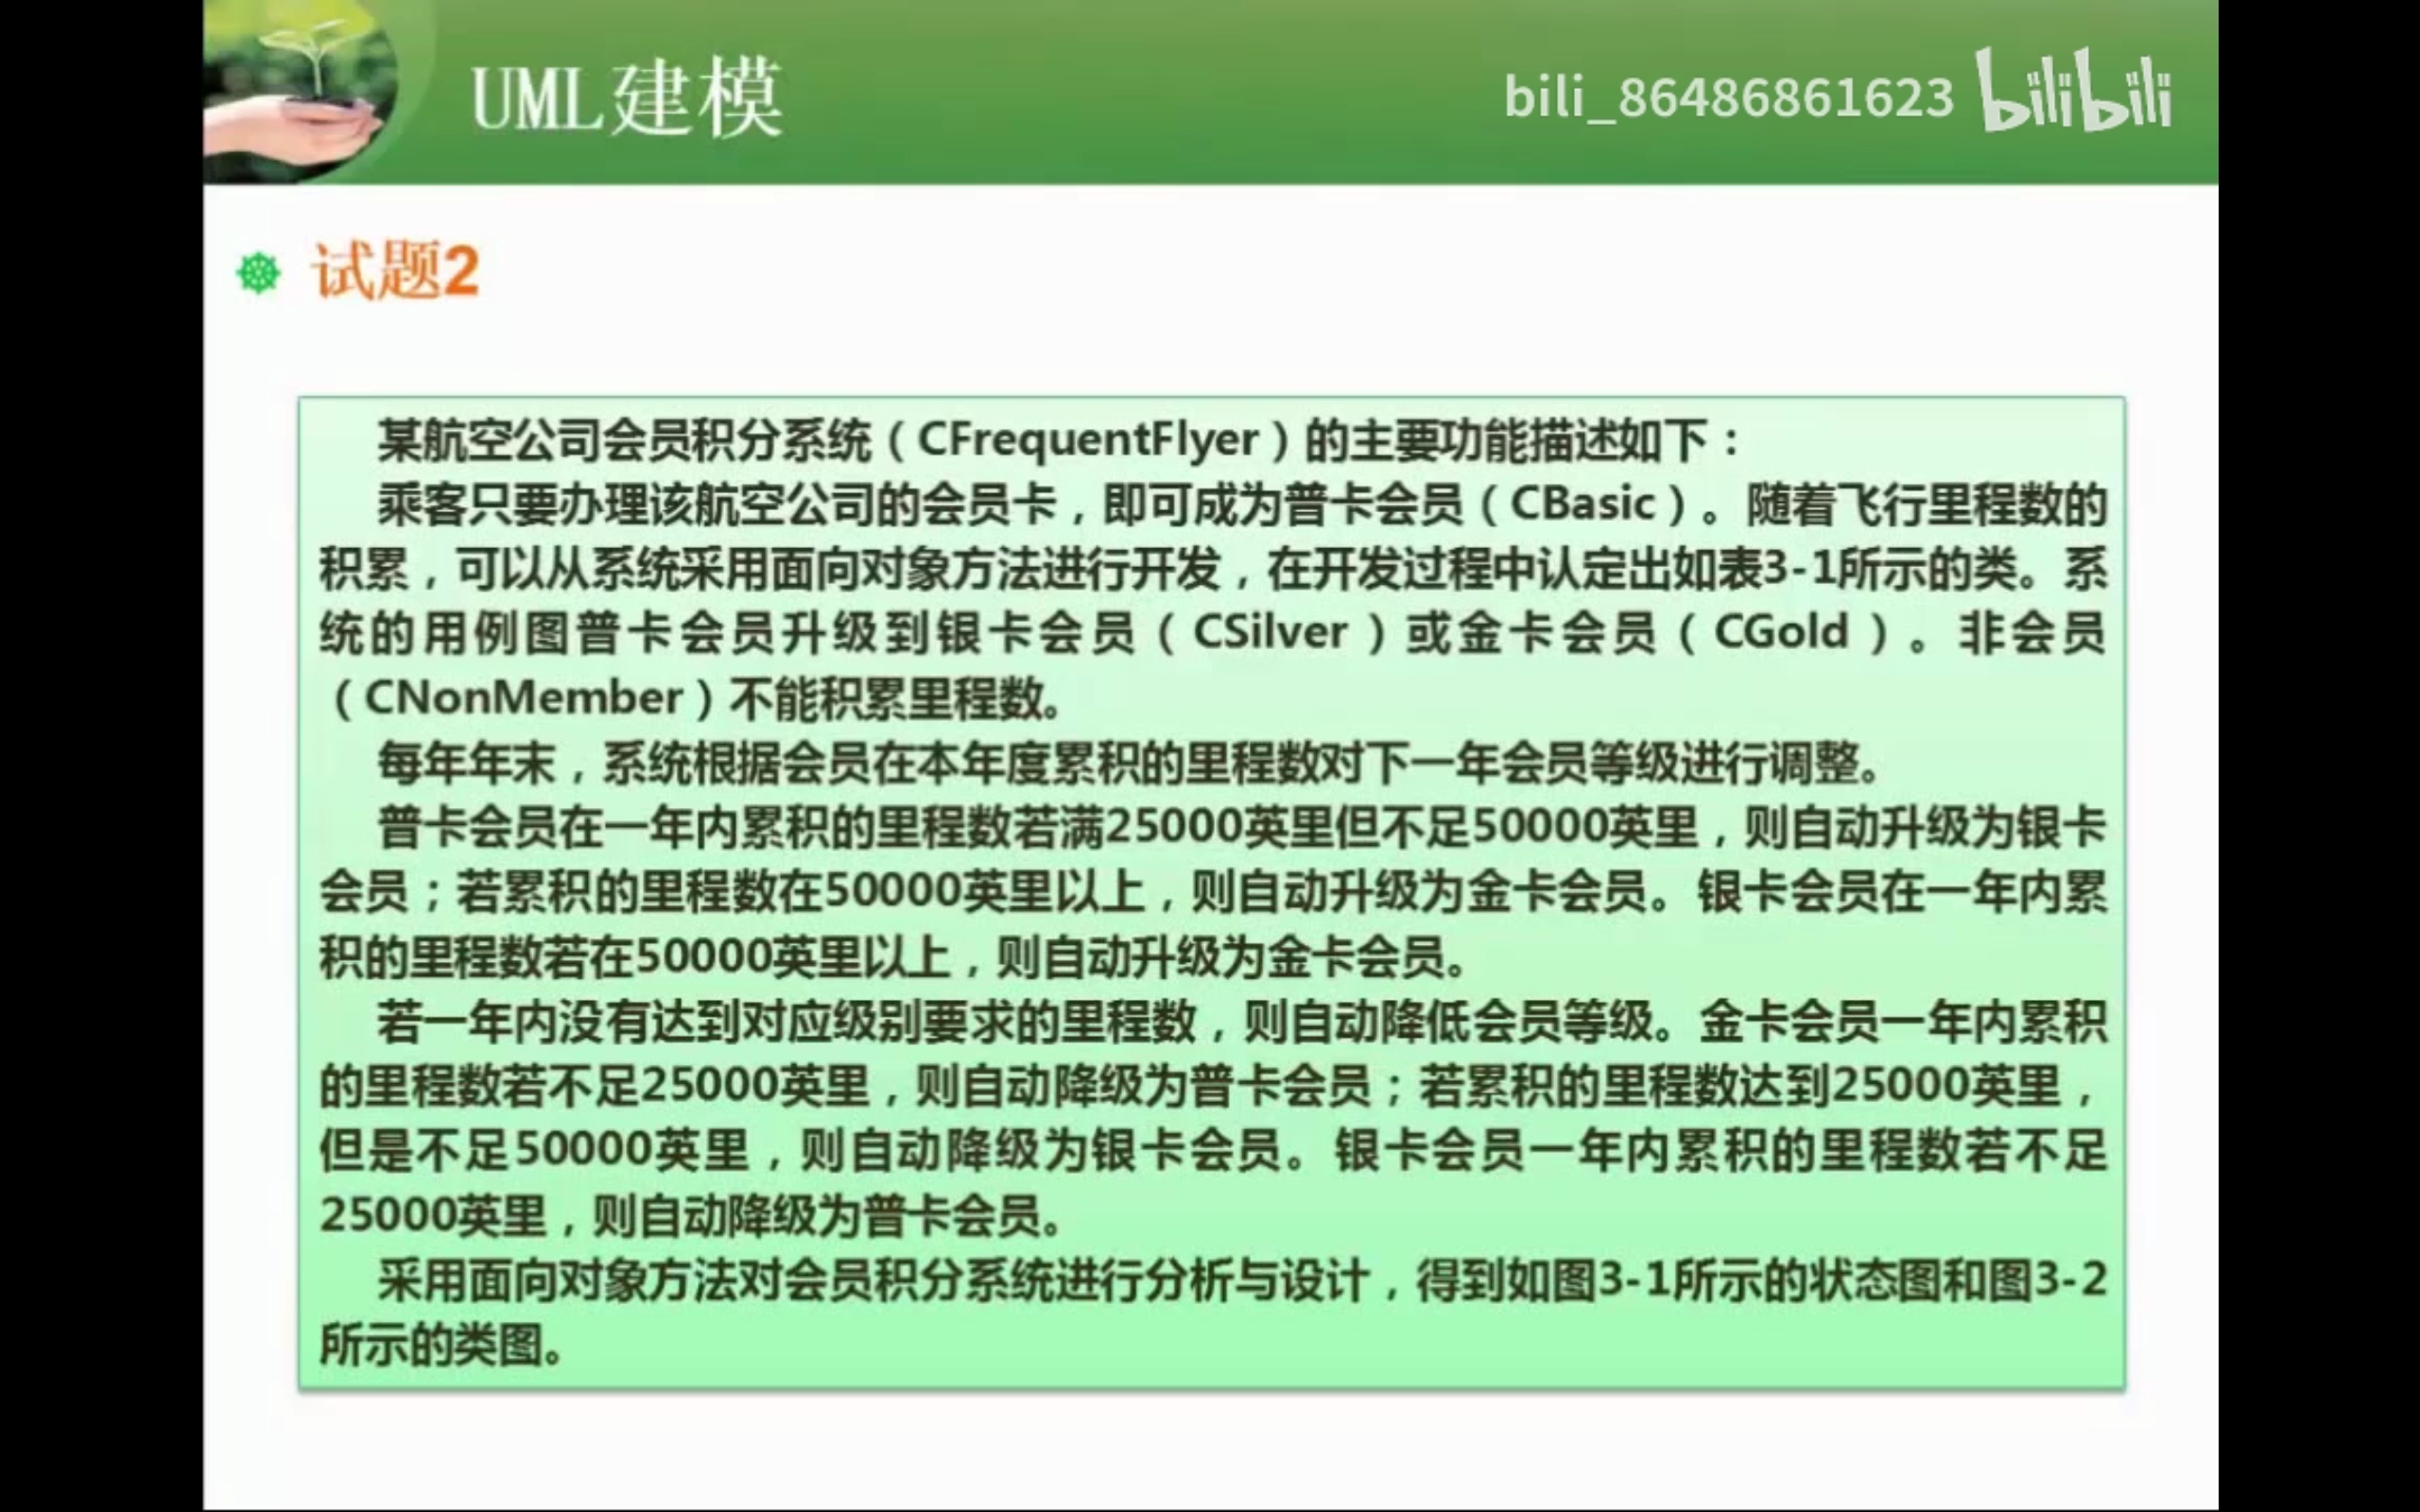 UML建模
bili_86486861623 bilibili
试题2
某航空公司会员积分系统（CFrequentFlyer）的主要功能描述如下：
乘客只要办理该航空公司的会员卡，即可成为普卡会员（CBasic）。随着飞行里程数的
积累，可以从系统采用面向对象方法进行开发，在开发过程中认定出如表3-1所示的类。系
统的用例图普卡会员升级到银卡会员（CSilver）或金卡会员（CGold）。非会员
（CNonMember）不能积累里程数。
每年年末，系统根据会员在本年度累积的里程数对下一年会员等级进行调整。
普卡会员在一年内累积的里程数若满25000英里但不足50000英里，则自动升级为银卡
会员；若累积的里程数在50000英里以上，则自动升级为金卡会员。银卡会员在一年内累
积的里程数若在50000英里以上，则自动升级为金卡会员。
若一年内没有达到对应级别要求的里程数，则自动降低会员等级。金卡会员一年内累积
的里程数若不足25000英里，则自动降级为普卡会员；若累积的里程数达到25000英里，
但是不足50000英里，则自动降级为银卡会员。银卡会员一年内累积的里程数若不足
25000英里，则自动降级为普卡会员。
采用面向对象方法对会员积分系统进行分析与设计，得到如图3-1所示的状态图和图3-2
所示的类图。